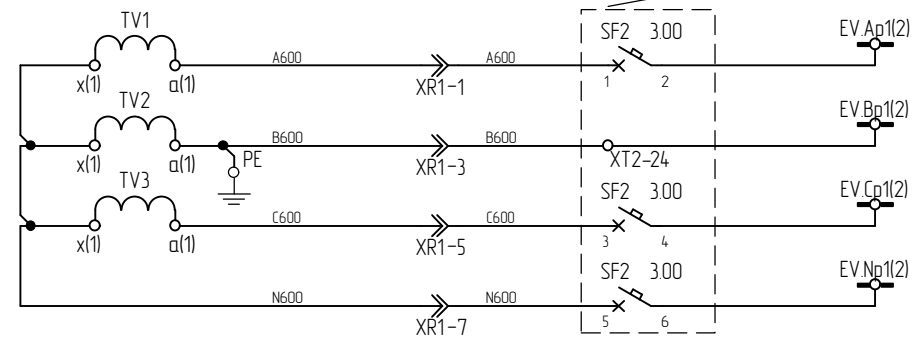 TV1
SF2 3.00
EV.Ap1(2)
A600
A600
x(1)
a(1)
XR1-1
1
2
TV2
EV.Bp1(2)
B600
B600
x(1)
a(1)
PE
XR1-3
XT2-24
TV3
SF2 3.00
EV.Cp1(2)
C600
C600
x(1)
a(1)
XR1-5
3
4
SF2 3.00
EV.Np1(2)
N600
N600
XR1-7
5
6